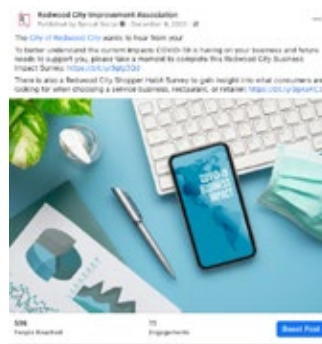 Redwood City Improvement Association
Published by Sprout Social
The City of Redwood City wants to hear from you!
To better understand the current impacts COVID-19 is having on your business and future
needs to support you, please take a moment to complete this Redwood City Business
Impact Survey:
There is also a Redwood City Shopper Habit Survey to gain insight into what consumers are
looking for when choosing a service business, restaurant, or retailer:
COVID-19
BUSINESS
IMPACT
People Reached
Engagements
Boost Post